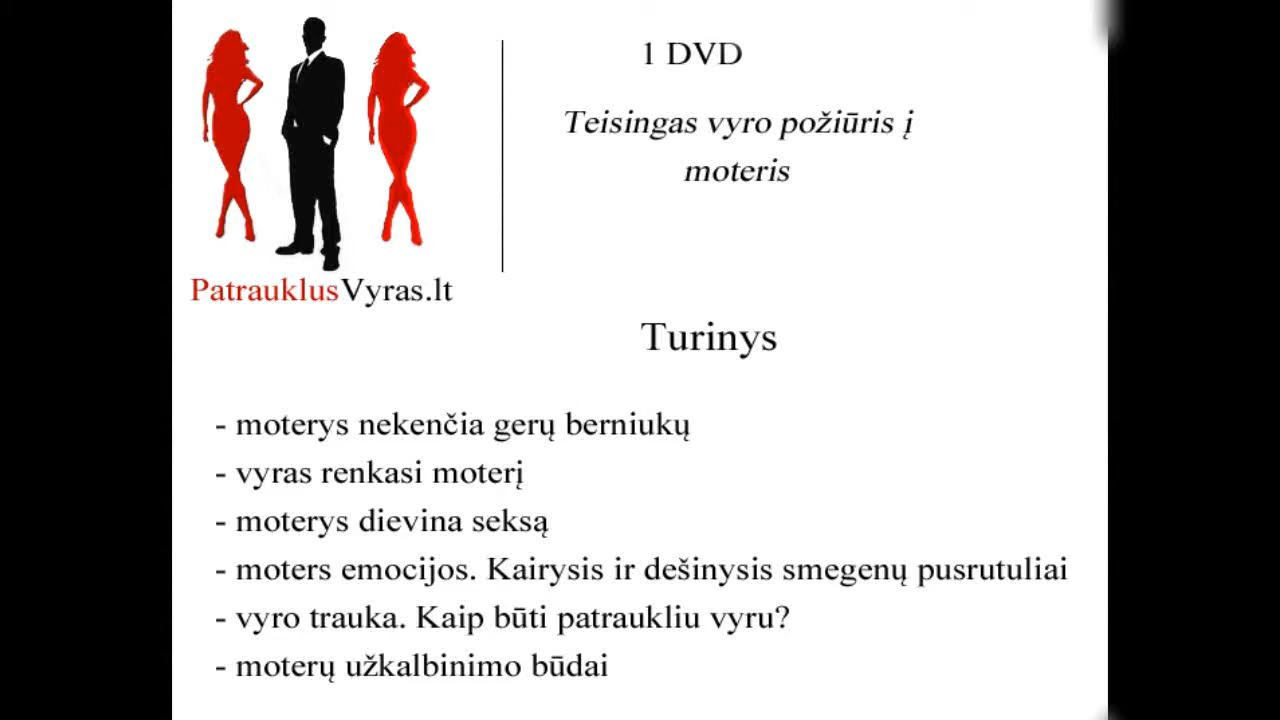 1 DVD
Teisingas vyro požiūris į
moteris
PatrauklusVyras.lt
Turinys
- moterys nekenčia gerų berniukų
- vyras renkasi moterį
- moterys dievina seksą
- moters emocijos. Kairysis ir dešinysis smegenų pusrutuliai
- vyro trauka. Kaip būti patraukliu vyru?
- moterų užkalbinimo būdai